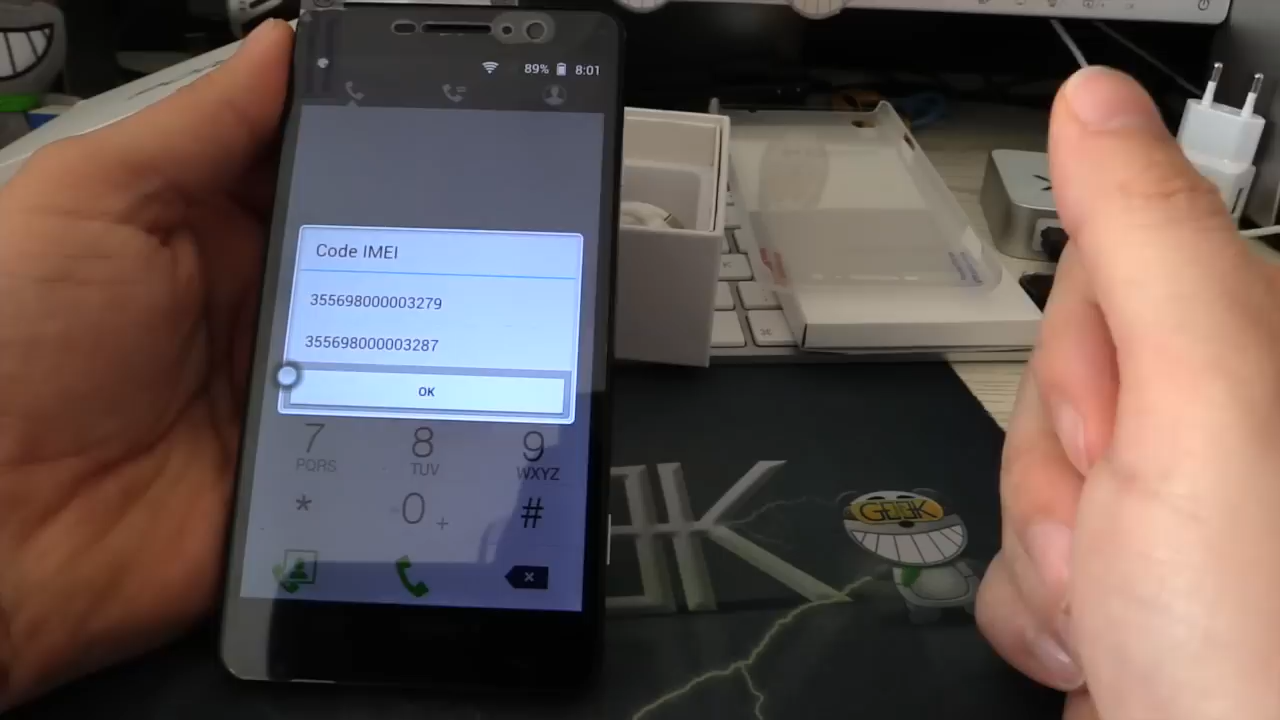 89% 8:01
Code IMEI
355698000003279
355698000003287
OK
7 8 9
PQRS TUV WXYZ
* 0 + #
GEEK